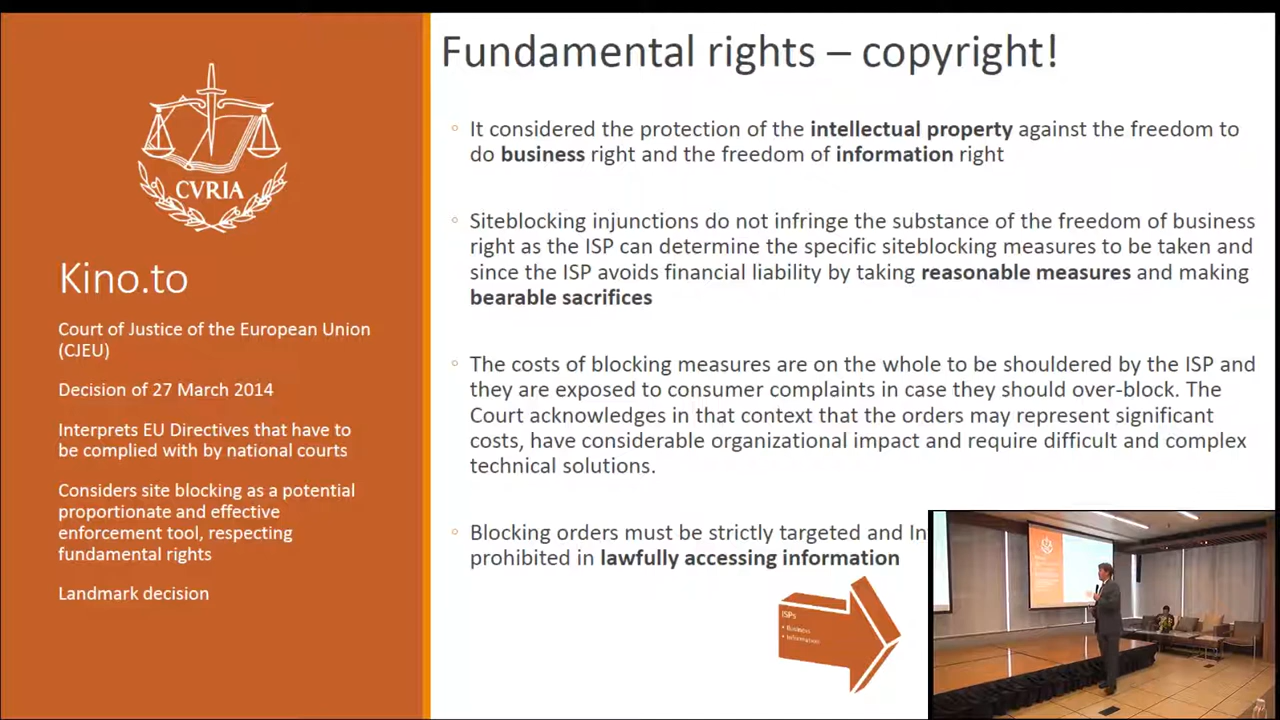 Fundamental rights – copyright!
CVRIA
Kino.to
Court of Justice of the European Union
(CJEU)
Decision of 27 March 2014
Interprets EU Directives that have to
be complied with by national courts
Considers site blocking as a potential
proportionate and effective
enforcement tool, respecting
fundamental rights
Landmark decision
It considered the protection of the intellectual property against the freedom to
do business right and the freedom of information right
Siteblocking injunctions do not infringe the substance of the freedom of business
right as the ISP can determine the specific siteblocking measures to be taken and
since the ISP avoids financial liability by taking reasonable measures and making
bearable sacrifices
The costs of blocking measures are on the whole to be shouldered by the ISP and
they are exposed to consumer complaints in case they should over-block. The
Court acknowledges in that context that the orders may represent significant
costs, have considerable organizational impact and require difficult and complex
technical solutions.
Blocking orders must be strictly targeted and In
prohibited in lawfully accessing information
ISPs
• Business
• Information